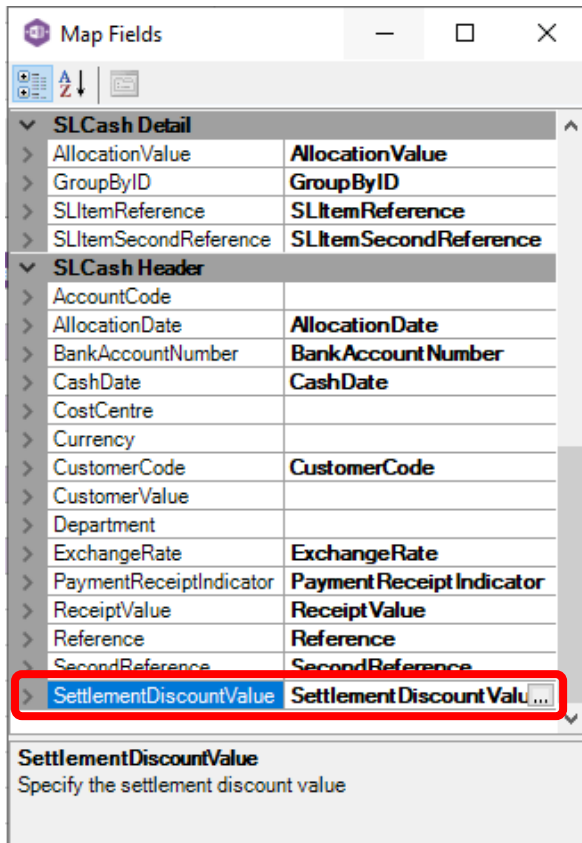 Map Fields
SLCash Detail
AllocationValue AllocationValue
GroupByID GroupByID
SLItemReference SLItemReference
SLItemSecondReference SLItemSecondReference
SLCash Header
AccountCode
AllocationDate AllocationDate
BankAccountNumber BankAccountNumber
CashDate CashDate
CostCentre
Currency
CustomerCode CustomerCode
CustomerValue
Department
ExchangeRate ExchangeRate
PaymentReceiptIndicator PaymentReceiptIndicator
ReceiptValue ReceiptValue
Reference Reference
SecondReference SecondReference
SettlementDiscountValue SettlementDiscountValu ...
SettlementDiscountValue
Specify the settlement discount value